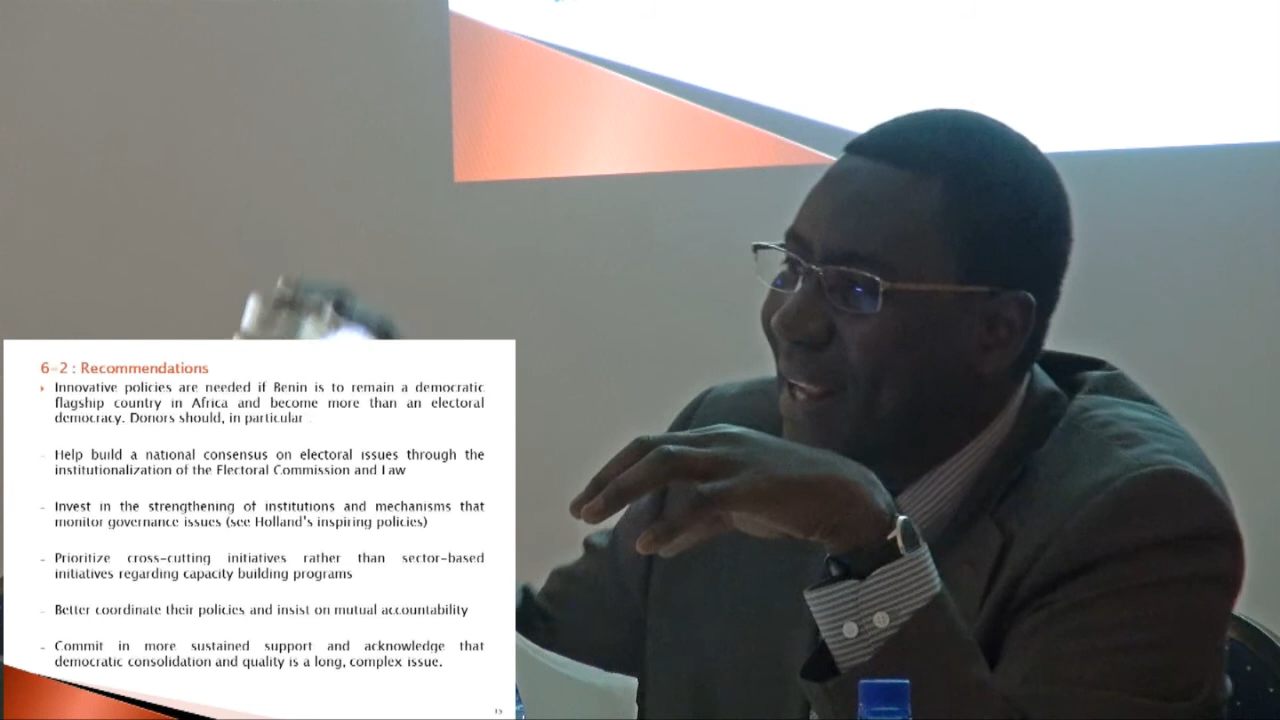 6-2 : Recommendations
Innovative policies are needed if Benin is to remain a democratic
flagship country in Africa and become more than an electoral
democracy. Donors should, in particular
- Help build a national consensus on electoral issues through the
institutionalization of the Electoral Commission and Law
- Invest in the strengthening of institutions and mechanisms that
monitor governance issues (see Holland's inspiring policies)
- Prioritize cross-cutting initiatives rather than sector-based
initiatives regarding capacity building programs
- Better coordinate their policies and insist on mutual accountability
- Commit in more sustained support and acknowledge that
democratic consolidation and quality is a long, complex issue.